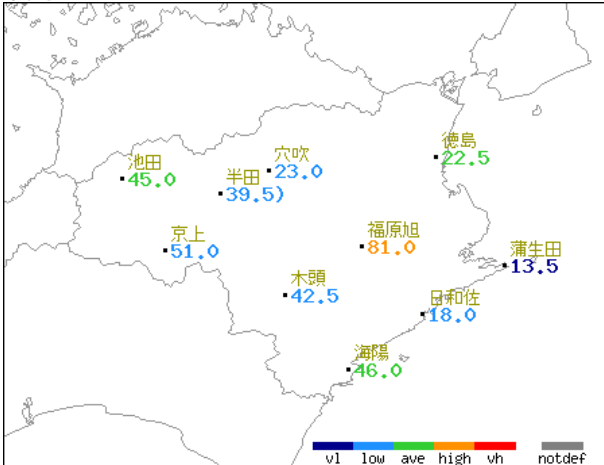 徳島
22.5
穴吹
23.0
池田
45.0
半田
39.5)
京上
51.0
福原旭
81.0
蒲生田
13.5
木頭
42.5
日和佐
18.0
海陽
46.0
vl low ave high vh notdef